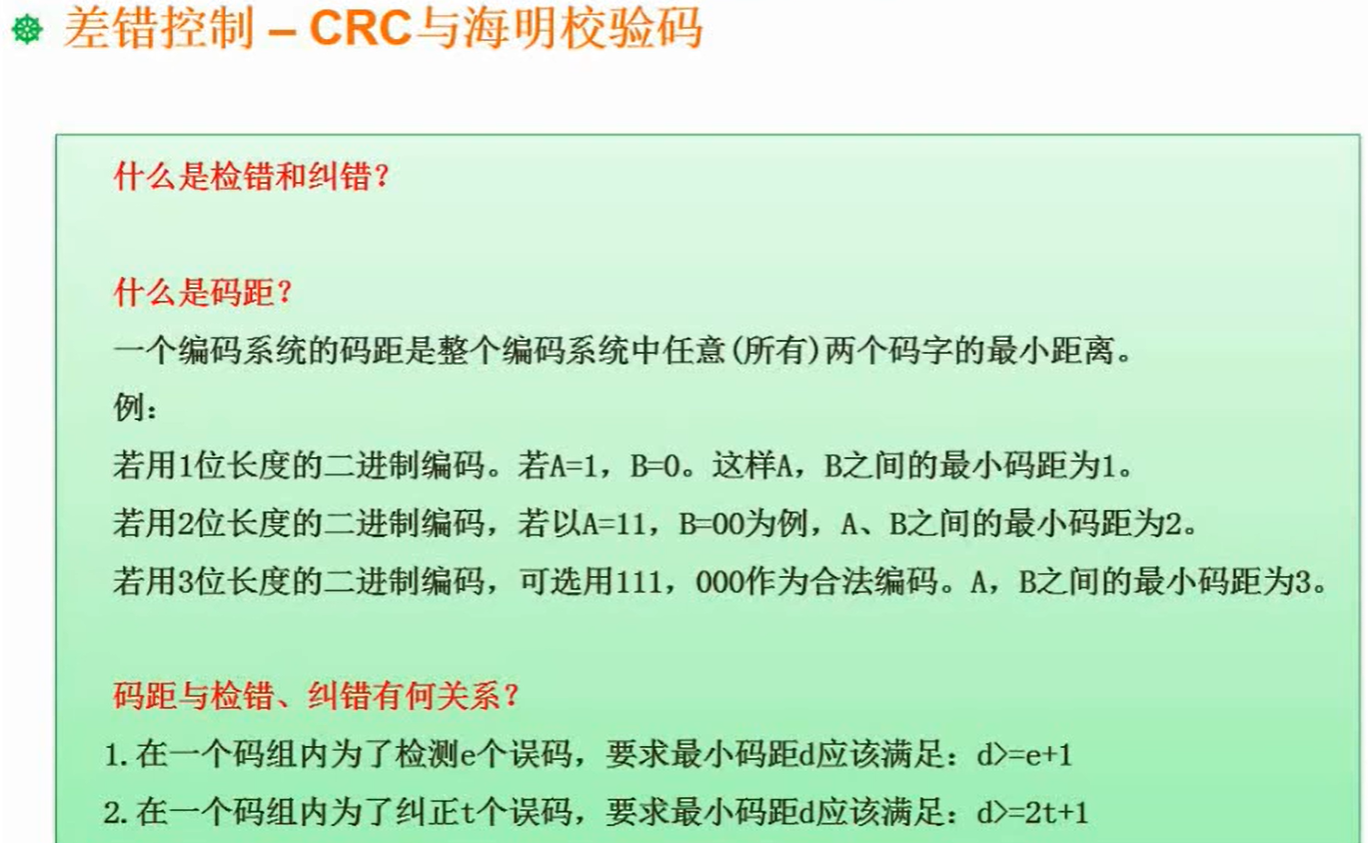 差错控制 – CRC与海明校验码
什么是检错和纠错？
什么是码距？
一个编码系统的码距是整个编码系统中任意(所有)两个码字的最小距离。
例：
若用1位长度的二进制编码。若A=1，B=0。这样A，B之间的最小码距为1。
若用2位长度的二进制编码，若以A=11，B=00为例，A、B之间的最小码距为2。
若用3位长度的二进制编码，可选用111，000作为合法编码。A，B之间的最小码距为3。
码距与检错、纠错有何关系？
1.在一个码组内为了检测e个误码，要求最小码距d应该满足：d>=e+1
2.在一个码组内为了纠正t个误码，要求最小码距d应该满足：d>=2t+1